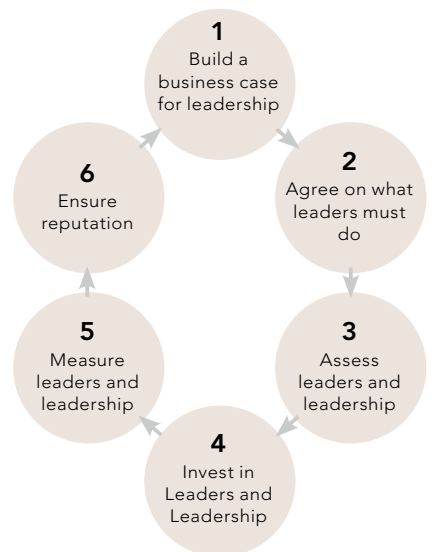 1
Build a
business case
for leadership
2
Agree on what
leaders must
do
3
Assess
leaders and
leadership
4
Invest in
Leaders and
Leadership
5
Measure
leaders and
leadership
6
Ensure
reputation